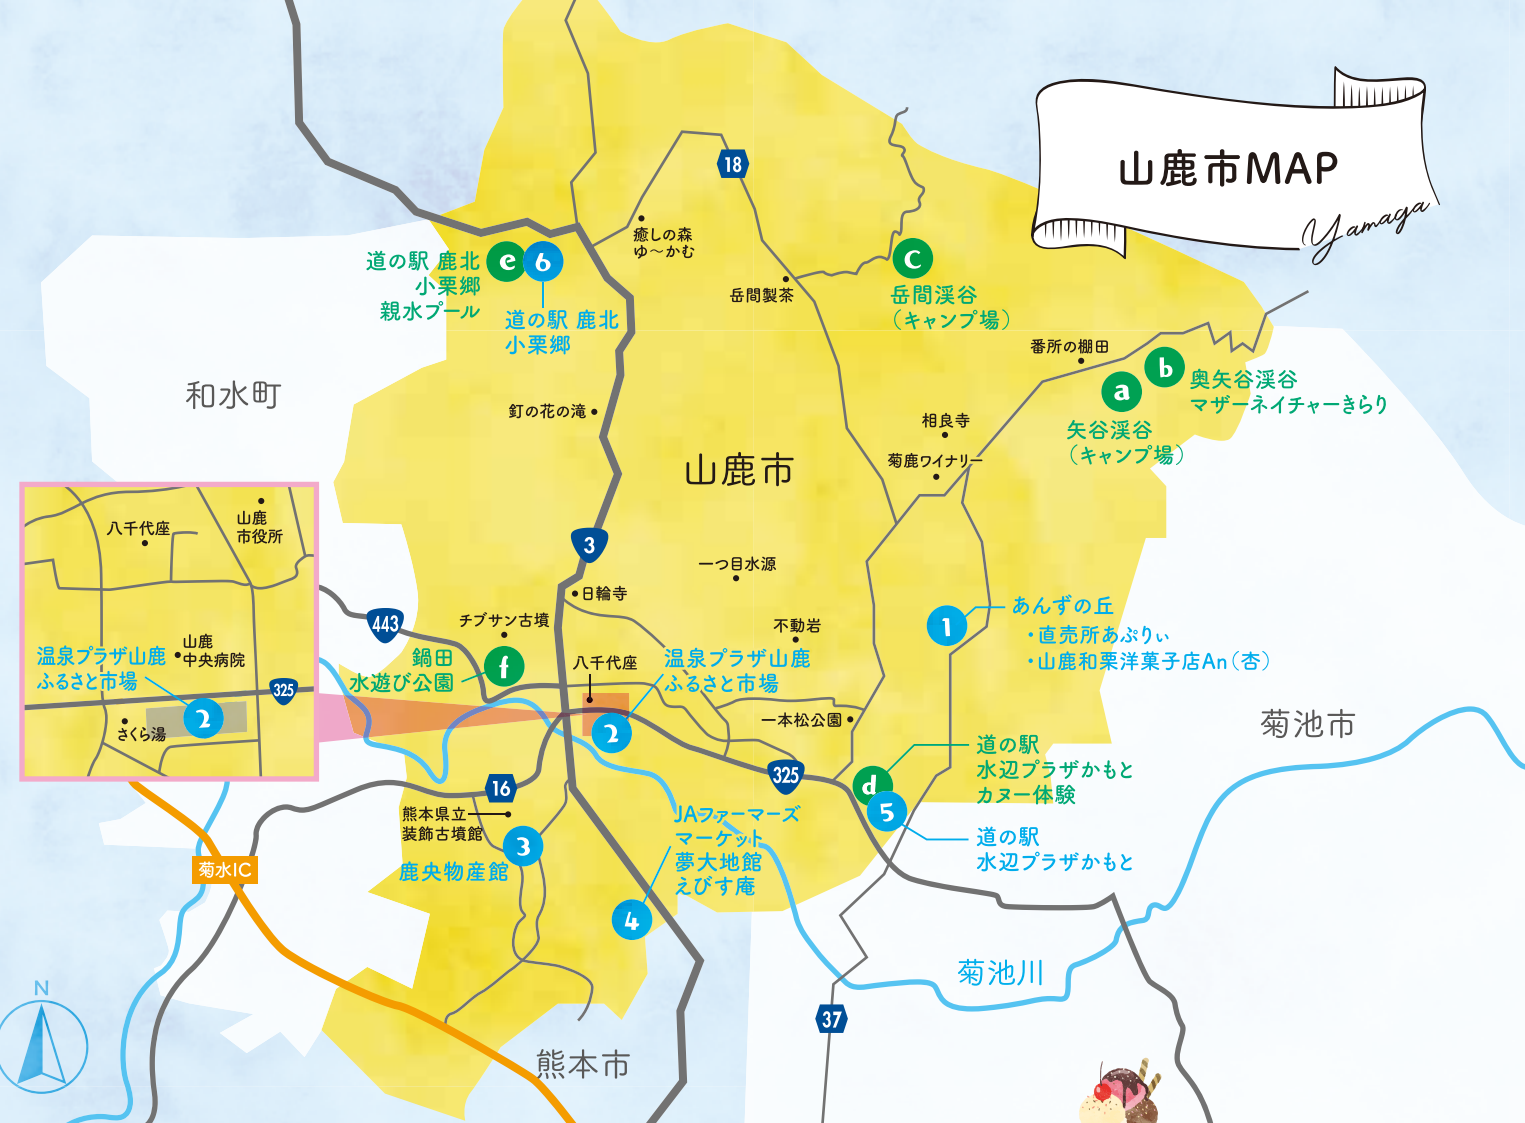 山鹿市MAP
Yamaga
18
癒しの森
ゆ〜かむ
道の駅 鹿北
小栗郷
親水プール
e
6
道の駅 鹿北
小栗郷
岳間製茶
c
岳間渓谷
（キャンプ場）
番所の棚田
b
奥矢谷渓谷
マザーネイチャーきらり
a
矢谷渓谷
（キャンプ場）
和水町
釘の花の滝
山鹿市
相良寺
菊鹿ワイナリー
3
一つ目水源
日輪寺
443
チブサン古墳
鍋田
水遊び公園
f
八千代座
温泉プラザ山鹿
ふるさと市場
2
不動岩
一本松公園
1
あんずの丘
・直売所あぷりぃ
・山鹿和栗洋菓子店An（杏）
菊池市
八千代座
山鹿
市役所
山鹿
中央病院
温泉プラザ山鹿
ふるさと市場
325
2
さくら湯
16
325
d
道の駅
水辺プラザかもと
カヌー体験
5
道の駅
水辺プラザかもと
熊本県立
装飾古墳館
3
鹿央物産館
JAファーマーズ
マーケット
夢大地館
えびす庵
4
菊水IC
菊池川
37
熊本市
N